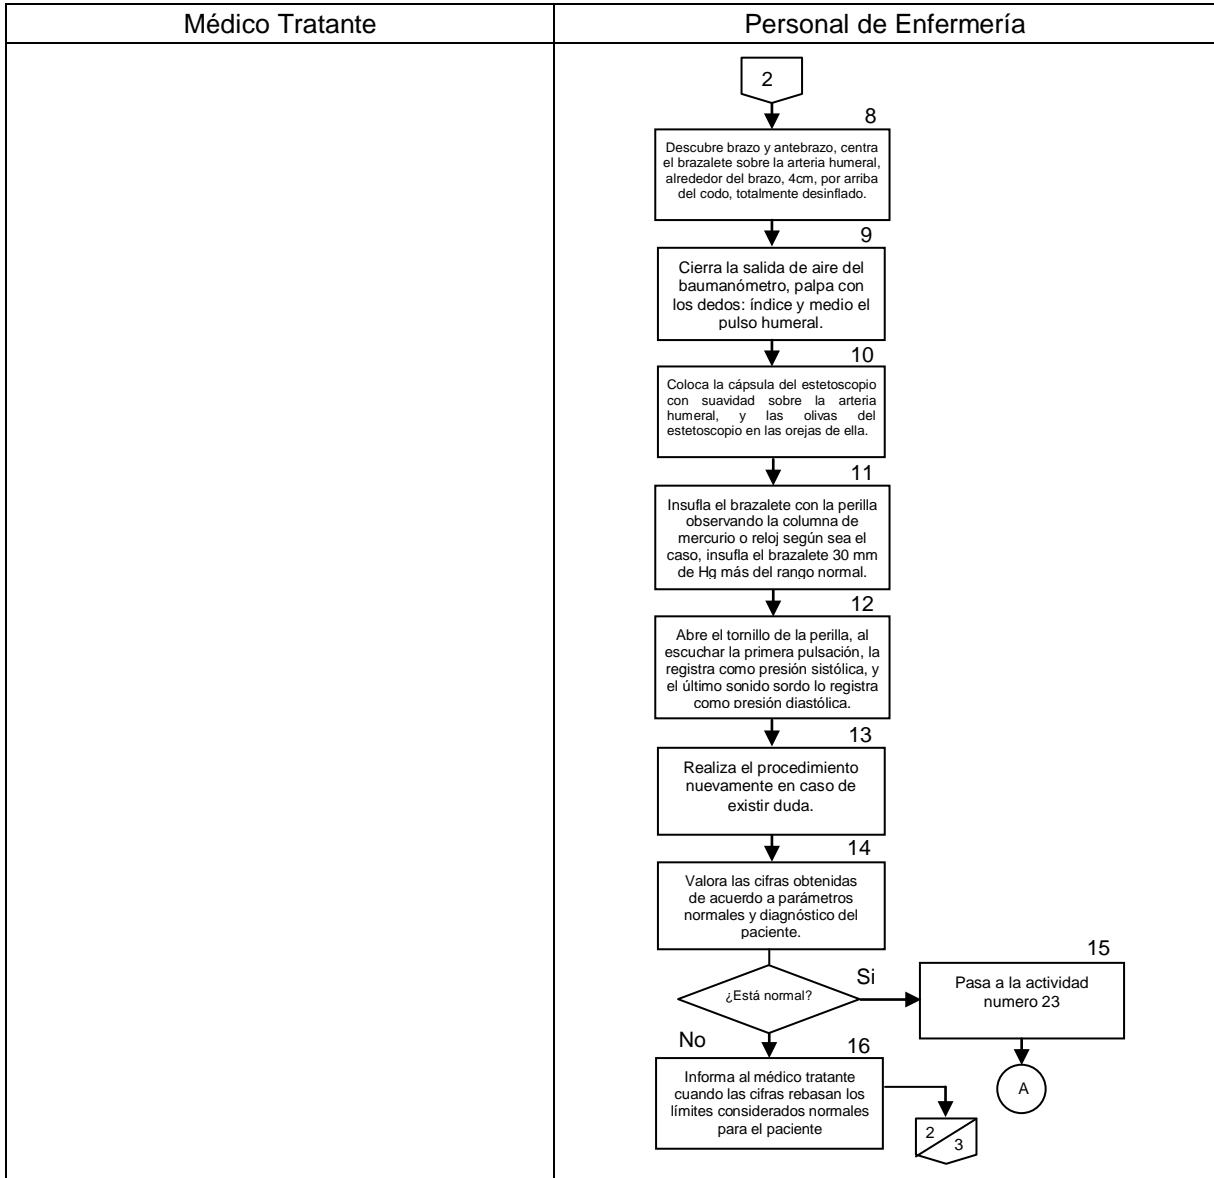 Médico Tratante
Personal de Enfermería
2
8
Descubre brazo y antebrazo, centra
el brazalete sobre la arteria humeral,
alrededor del brazo, 4cm, por arriba
del codo, totalmente desinflado.
9
Cierra la salida de aire del
baumanómetro, palpa con
los dedos: índice y medio el
pulso humeral.
10
Coloca la cápsula del estetoscopio
con suavidad sobre la arteria
humeral, y las olivas del
estetoscopio en las orejas de ella.
11
Insufla el brazalete con la perilla
observando la columna de
mercurio o reloj según sea el
caso, insufla el brazalete 30 mm
de Hg más del rango normal.
12
Abre el tornillo de la perilla, al
escuchar la primera pulsación, la
registra como presión sistólica, y
el último sonido sordo lo registra
como presión diastólica.
13
Realiza el procedimiento
nuevamente en caso de
existir duda.
14
Valora las cifras obtenidas
de acuerdo a parámetros
normales y diagnóstico del
paciente.
¿Está normal?
Si
15
Pasa a la actividad
numero 23
A
No
16
Informa al médico tratante
cuando las cifras rebasan los
límites considerados normales
para el paciente
2
3